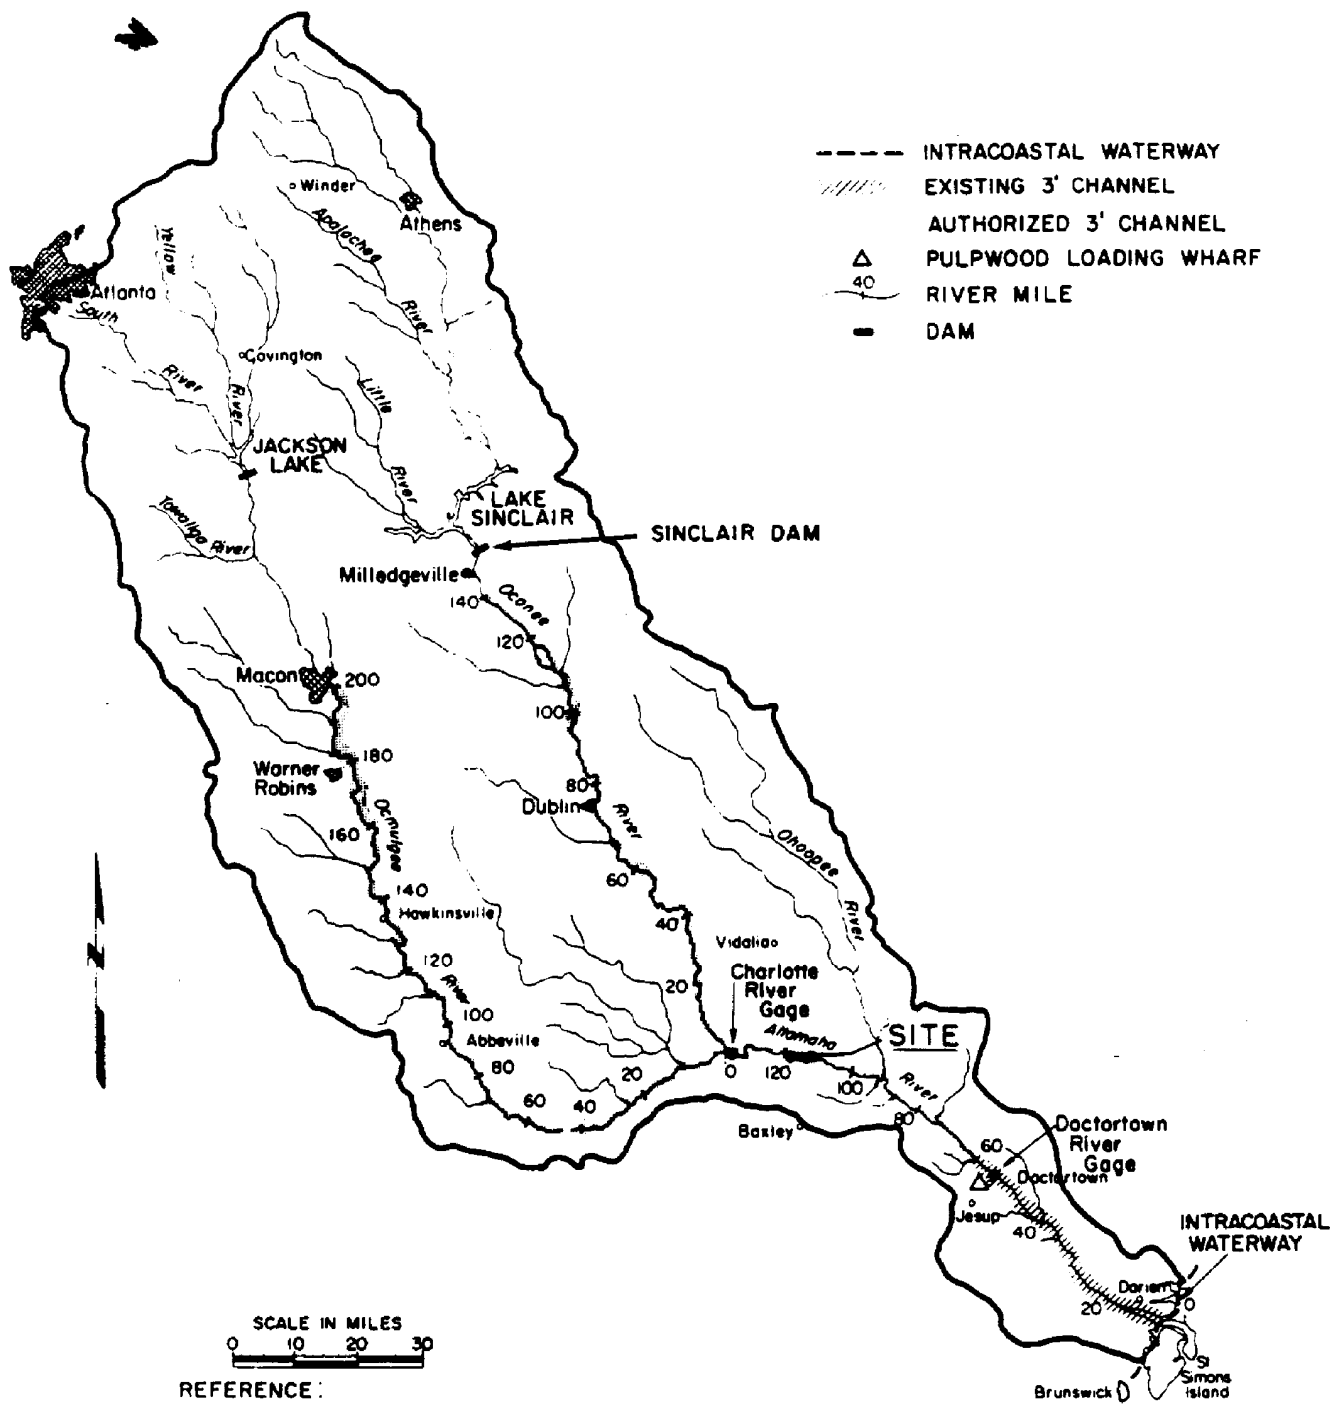 INTRACOASTAL WATERWAY
EXISTING 3' CHANNEL
AUTHORIZED 3' CHANNEL
PULPWOOD LOADING WHARF
40
RIVER MILE
DAM
Winder
Athens
Apalachee
River
Yellow
River
Atlanta
South
River
Covington
Little
River
JACKSON
LAKE
LAKE
SINCLAIR
SINCLAIR DAM
Towaliga River
Milledgeville
140
Oconee
120
Macon
200
100
180
Warner
Robins
80
Dublin
River
Ocmulgee
160
Ohoopee
River
60
140
Hawkinsville
40
Vidalia
120
River
20
Charlotte
River
Gage
100
Abbeville
Altamaha
SITE
80
20
0
120
100
River
60
40
80
Baxley
60
Doctortown
River
Gage
Doctortown
Jesup
40
INTRACOASTAL
WATERWAY
Darien
20
0
N
SCALE IN MILES
0 10 20 30
REFERENCE:
St
Simons
Island
Brunswick